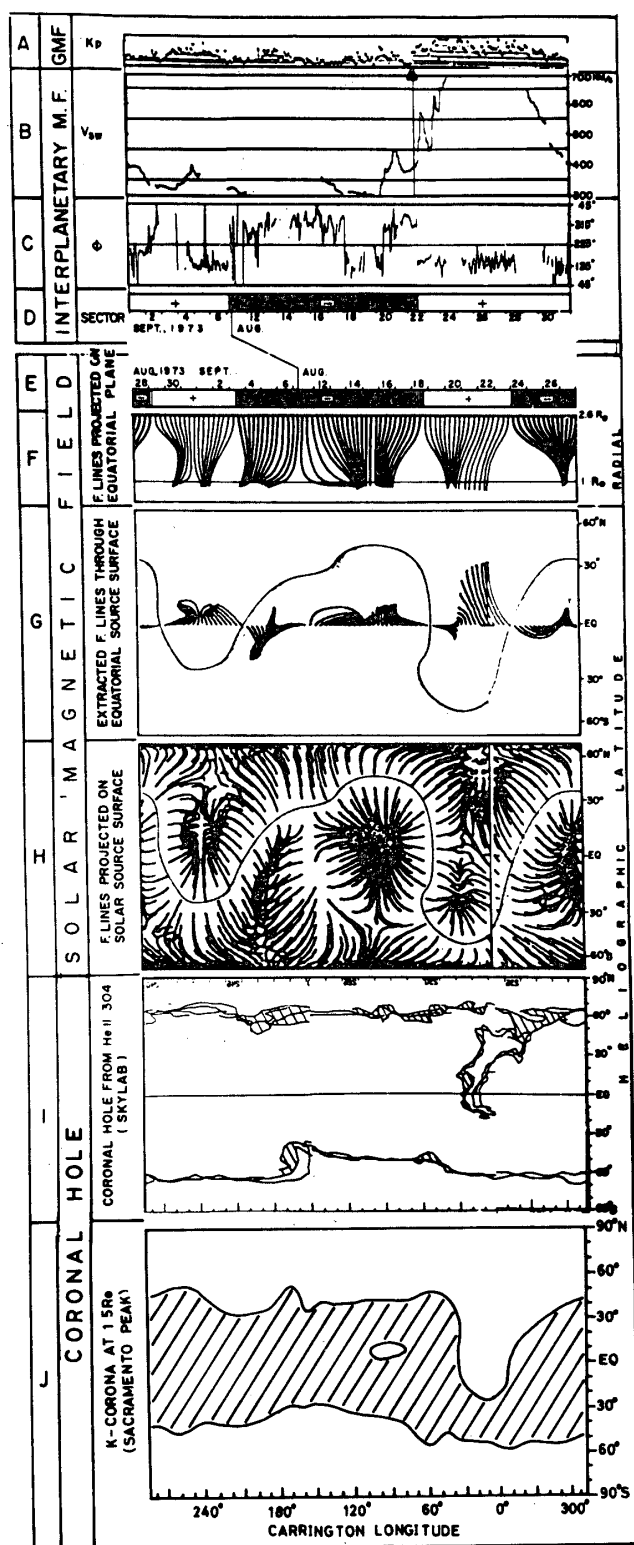 A
GMF
Kp
B
INTERPLANETARY M. F.
Vsw
700
600
400
C
ϕ
45°
315°
225°
135°
45°
D
SECTOR
+
−
+
2 4 6 8 10 12 14 16 18 20 22 24 26 28 30
SEPT., 1973
AUG.
SOLAR MAGNETIC FIELD
E
F. LINES PROJECTED ON
EQUATORIAL PLANE
AUG, 1973 SEPT.
AUG.
28 30 2 4 6 8 12 14 16 18 20 22 24 26
−
+
−
+
−
F
2.6 R⊙
1 R⊙
RADIAL
G
EXTRACTED F. LINES THROUGH
EQUATORIAL SOURCE SURFACE
60°N
30°
EQ
30°
60°S
HELIOGRAPHIC LATITUDE
H
F. LINES PROJECTED ON
SOLAR SOURCE SURFACE
60°N
30°
EQ
30°
60°S
CORONAL HOLE
I
CORONAL HOLE FROM He II 304
(SKYLAB)
90°N
60°
30°
EQ
J
K-CORONA AT 1 5R⊙
(SACRAMENTO PEAK)
90°N
60°
30°
EQ
30°
60°
90°S
240° 180° 120° 60° 0° 300°
CARRINGTON LONGITUDE